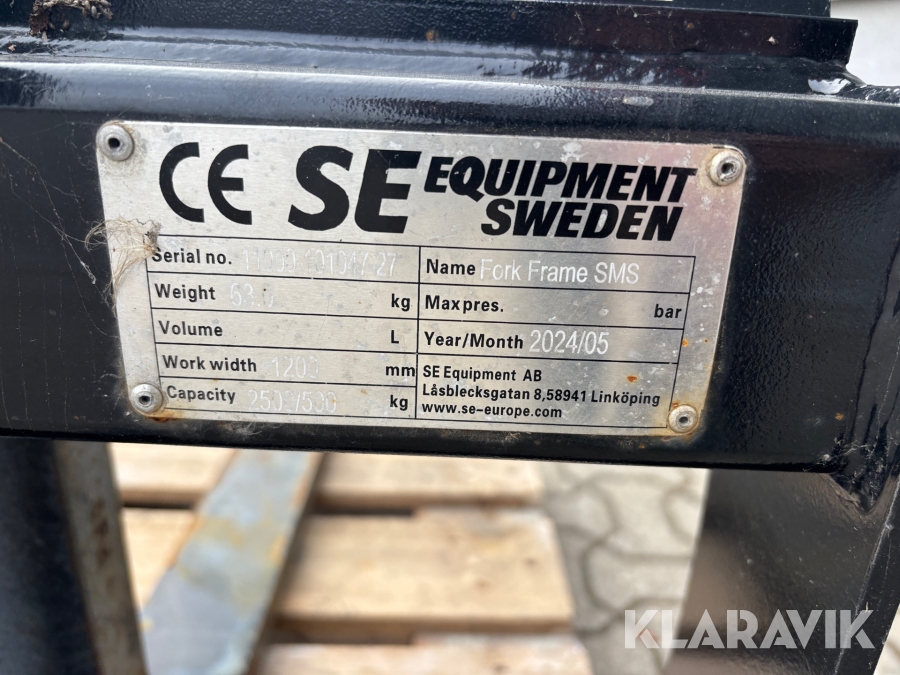 CE SE EQUIPMENT
SWEDEN
Serial no.
Name Fork Frame SMS
Weight kg
Max pres. bar
Volume L
Year/Month 2024/05
Work width 1200 mm
SE Equipment AB
Capacity 2500/500 kg
Låsblecksgatan 8,58941 Linköping
www.se-europe.com
KLARAVIK